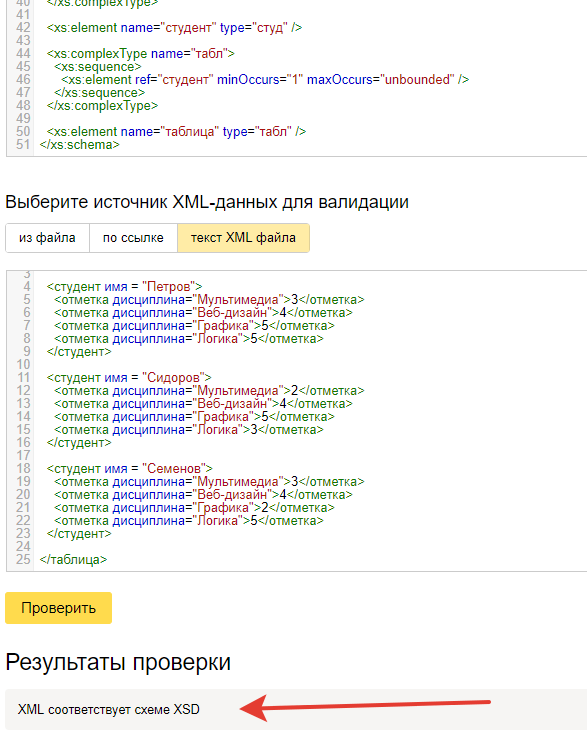 40 </xs:complexType>
41
42 <xs:element name="студент" type="студ" />
43
44 <xs:complexType name="табл">
45 <xs:sequence>
46 <xs:element ref="студент" minOccurs="1" maxOccurs="unbounded" />
47 </xs:sequence>
48 </xs:complexType>
49
50 <xs:element name="таблица" type="табл" />
51 </xs:schema>
Выберите источник XML-данных для валидации
из файла по ссылке текст XML файла
3
4 <студент имя = "Петров">
5 <отметка дисциплина="Мультимедиа">3</отметка>
6 <отметка дисциплина="Веб-дизайн">4</отметка>
7 <отметка дисциплина="Графика">5</отметка>
8 <отметка дисциплина="Логика">5</отметка>
9 </студент>
10
11 <студент имя = "Сидоров">
12 <отметка дисциплина="Мультимедиа">2</отметка>
13 <отметка дисциплина="Веб-дизайн">4</отметка>
14 <отметка дисциплина="Графика">5</отметка>
15 <отметка дисциплина="Логика">3</отметка>
16 </студент>
17
18 <студент имя = "Семенов">
19 <отметка дисциплина="Мультимедиа">3</отметка>
20 <отметка дисциплина="Веб-дизайн">4</отметка>
21 <отметка дисциплина="Графика">2</отметка>
22 <отметка дисциплина="Логика">5</отметка>
23 </студент>
24
25 </таблица>
Проверить
Результаты проверки
XML соответствует схеме XSD